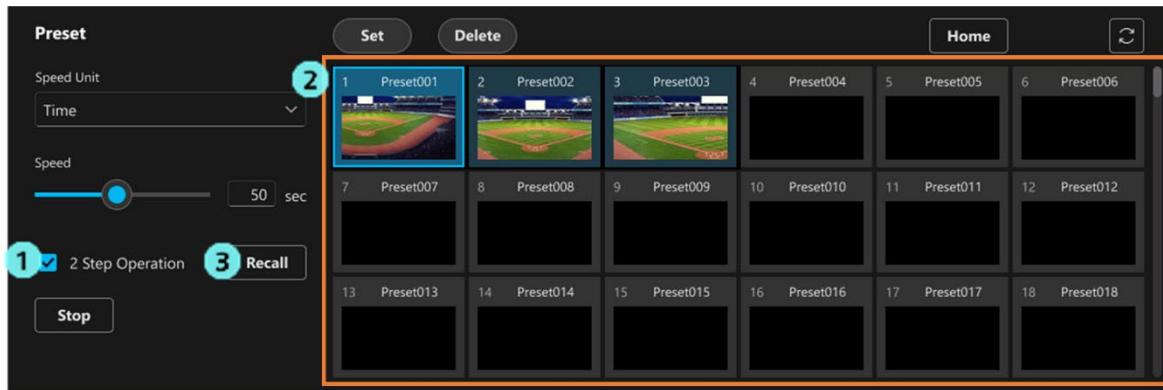 Preset
Set
Delete
Home
Speed Unit
Time
Speed
50 sec
1
2 Step Operation
3
Recall
Stop
2
1 Preset001
2 Preset002
3 Preset003
4 Preset004
5 Preset005
6 Preset006
7 Preset007
8 Preset008
9 Preset009
10 Preset010
11 Preset011
12 Preset012
13 Preset013
14 Preset014
15 Preset015
16 Preset016
17 Preset017
18 Preset018